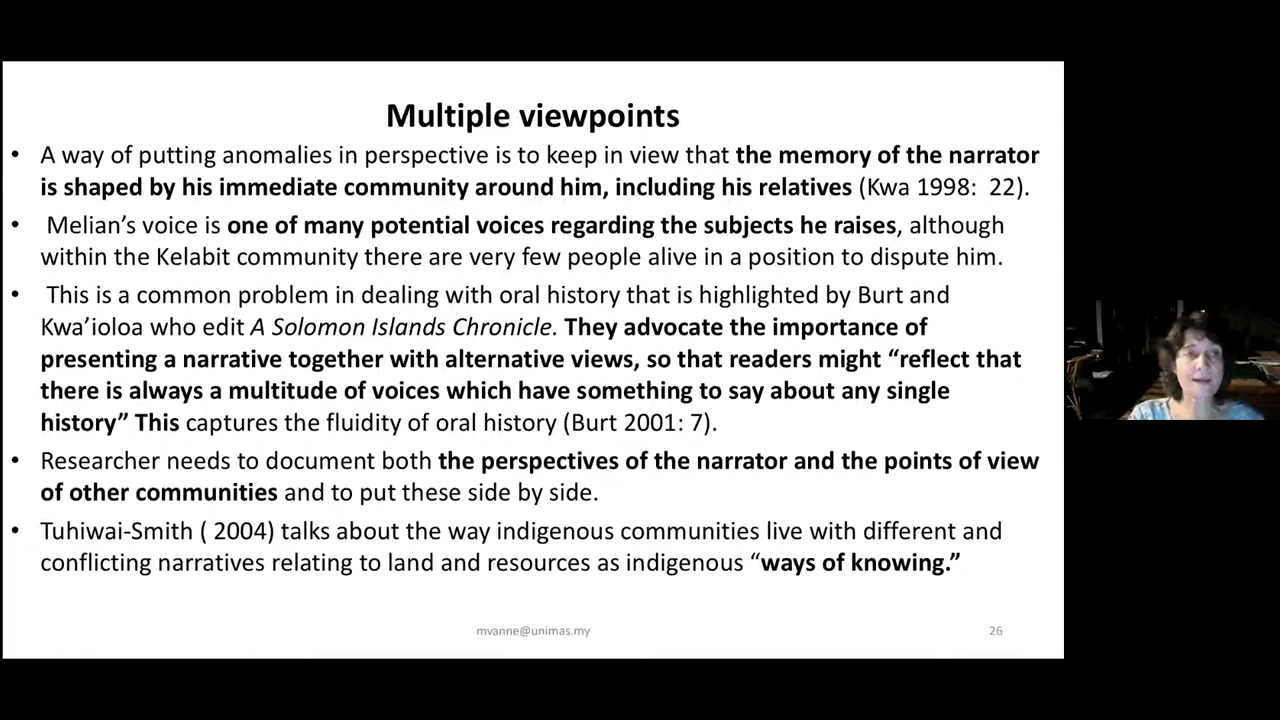 Multiple viewpoints
• A way of putting anomalies in perspective is to keep in view that the memory of the narrator
is shaped by his immediate community around him, including his relatives (Kwa 1998:  22).
• Melian’s voice is one of many potential voices regarding the subjects he raises, although
within the Kelabit community there are very few people alive in a position to dispute him.
• This is a common problem in dealing with oral history that is highlighted by Burt and
Kwa’ioloa who edit A Solomon Islands Chronicle. They advocate the importance of
presenting a narrative together with alternative views, so that readers might “reflect that
there is always a multitude of voices which have something to say about any single
history” This captures the fluidity of oral history (Burt 2001: 7).
• Researcher needs to document both the perspectives of the narrator and the points of view
of other communities and to put these side by side.
• Tuhiwai-Smith ( 2004) talks about the way indigenous communities live with different and
conflicting narratives relating to land and resources as indigenous “ways of knowing.”
mvanne@unimas.my
26